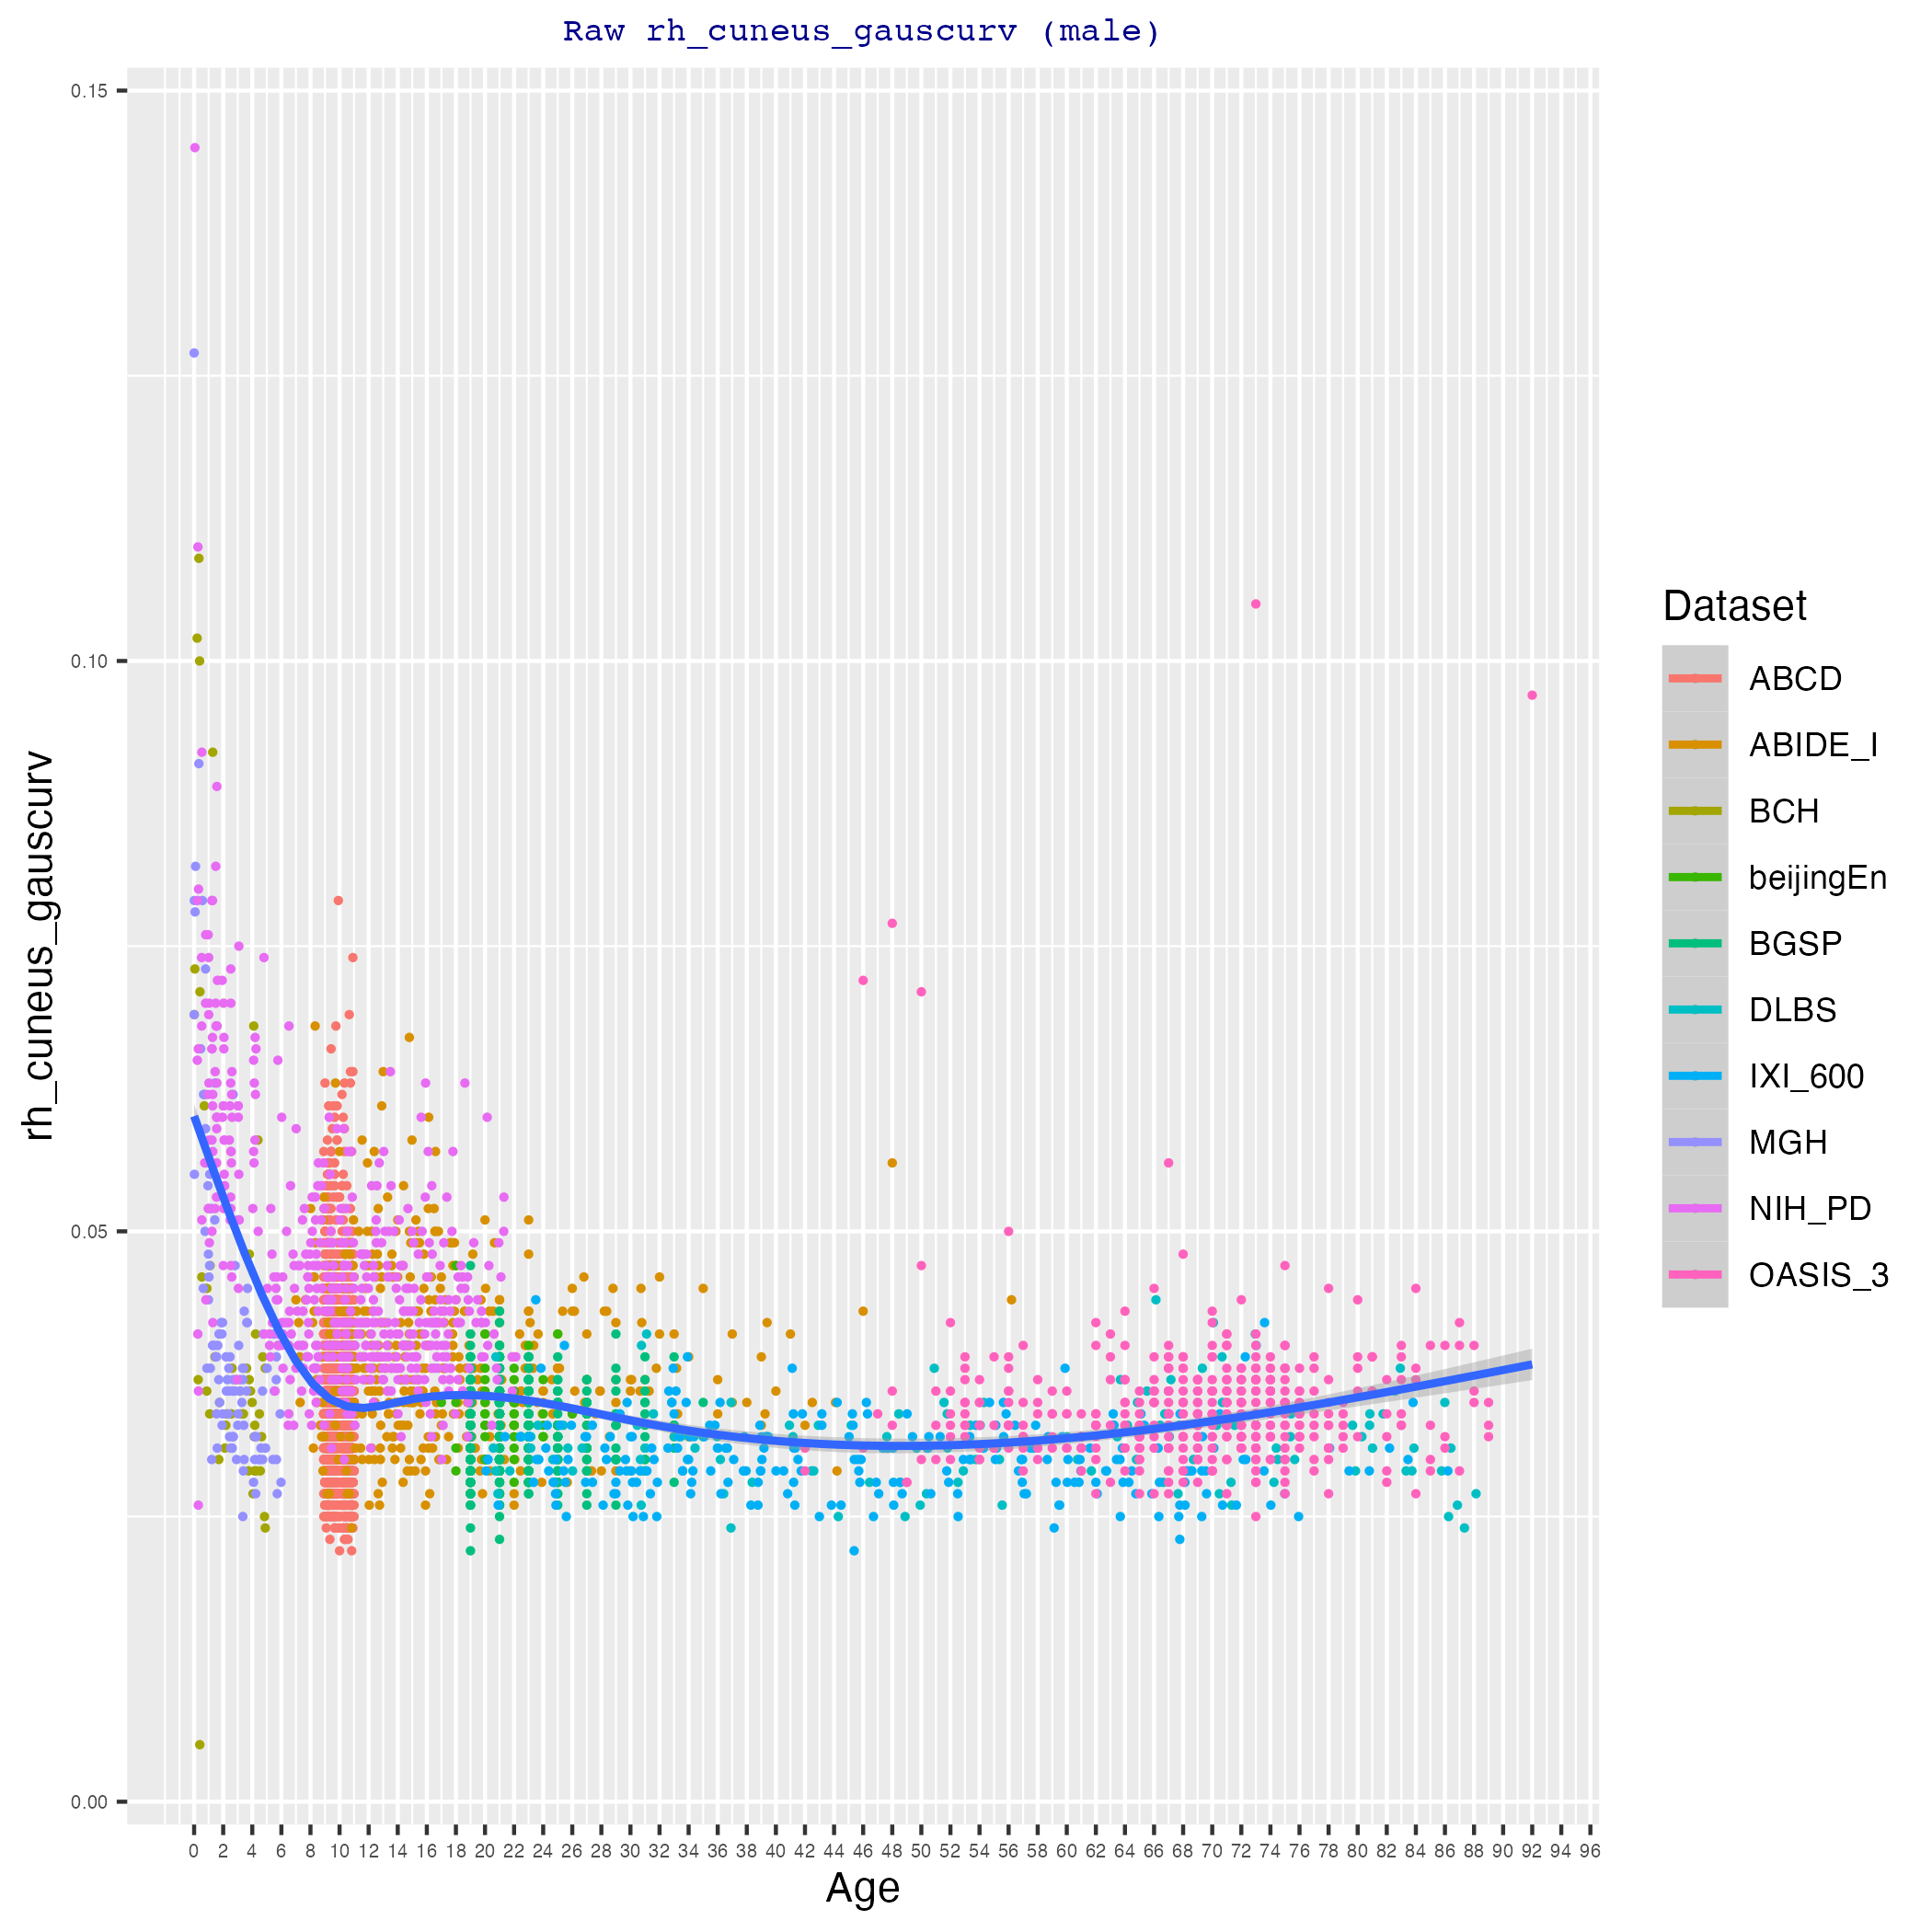 Raw rh_cuneus_gauscurv (male)
0.15
0.10
0.05
0.00
rh_cuneus_gauscurv
0 2 4 6 8 10 12 14 16 18 20 22 24 26 28 30 32 34 36 38 40 42 44 46 48 50 52 54 56 58 60 62 64 66 68 70 72 74 76 78 80 82 84 86 88 90 92 94 96
Age
Dataset
ABCD
ABIDE_I
BCH
beijingEn
BGSP
DLBS
IXI_600
MGH
NIH_PD
OASIS_3